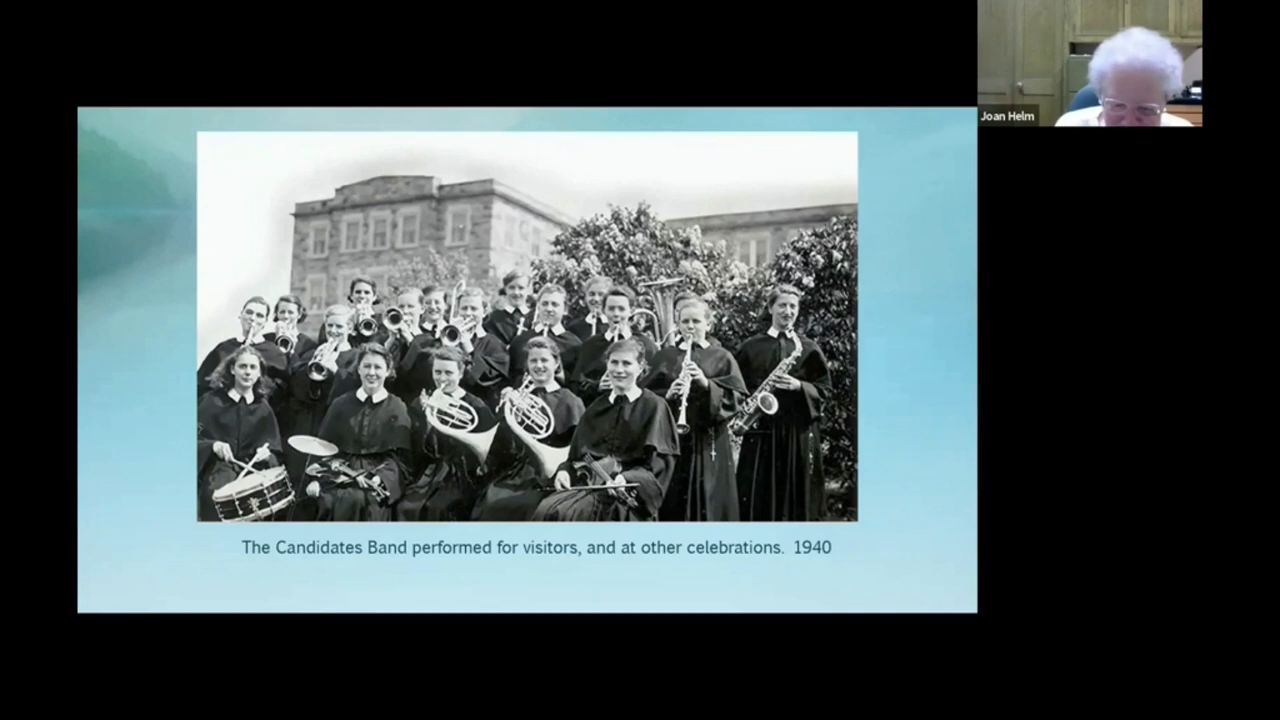 Joan Helm
The Candidates Band performed for visitors, and at other celebrations.  1940